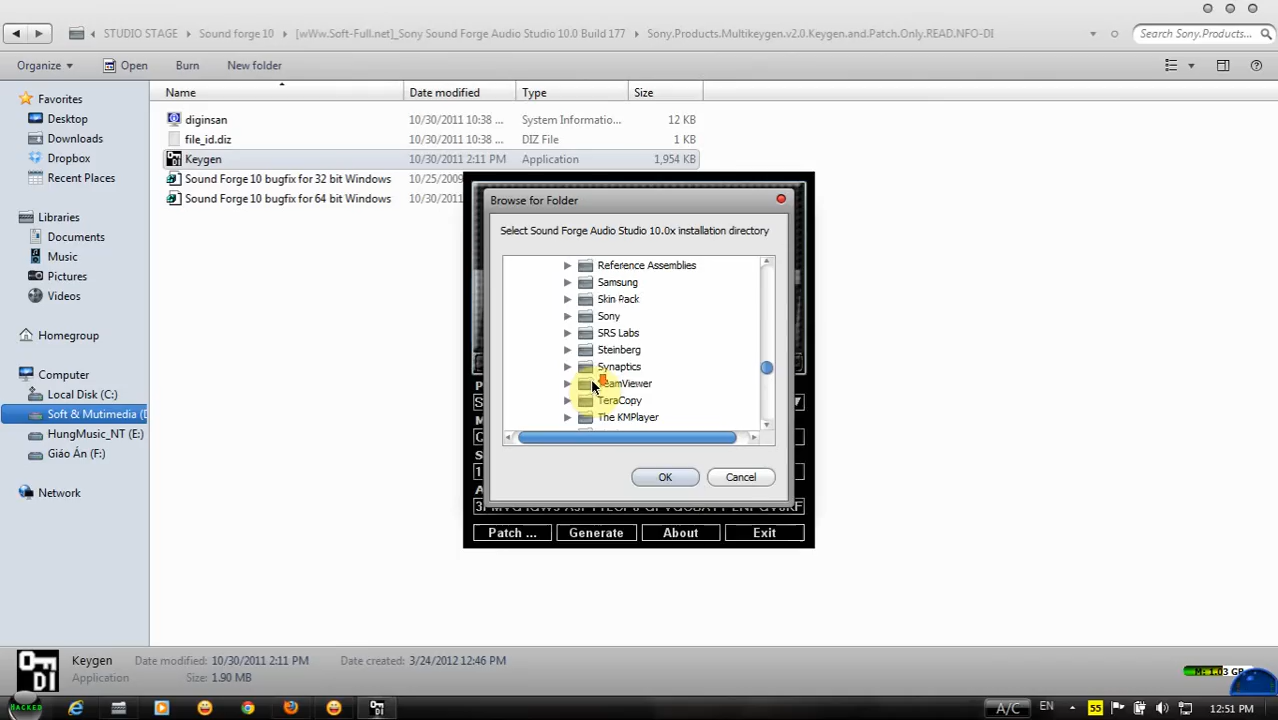 STUDIO STAGE Sound forge 10 [wWw.Soft-Full.net]_Sony Sound Forge Audio Studio 10.0 Build 177 Sony.Products.Multikeygen.v2.0.Keygen.and.Patch.Only.READ.NFO-DI Search Sony.Products...
Organize Open Burn New folder
Name Date modified Type Size
Favorites
Desktop
Downloads
Dropbox
Recent Places
Libraries
Documents
Music
Pictures
Videos
Homegroup
Computer
Local Disk (C:)
Soft & Mutimedia (D
HungMusic_NT (E:)
Giáo Án (F:)
Network
diginsan 10/30/2011 10:38 ... System Informatio... 12 KB
file_id.diz 10/30/2011 10:38 ... DIZ File 1 KB
Keygen 10/30/2011 2:11 PM Application 1,954 KB
Sound Forge 10 bugfix for 32 bit Windows 10/25/2009
Sound Forge 10 bugfix for 64 bit Windows 10/30/2011
Browse for Folder
Select Sound Forge Audio Studio 10.0x installation directory
Reference Assemblies
Samsung
Skin Pack
Sony
SRS Labs
Steinberg
Synaptics
TeamViewer
TeraCopy
The KMPlayer
OK Cancel
Patch ... Generate About Exit
Keygen Date modified: 10/30/2011 2:11 PM Date created: 3/24/2012 12:46 PM
Application Size: 1.90 MB
HACKED A/C EN 55 12:51 PM